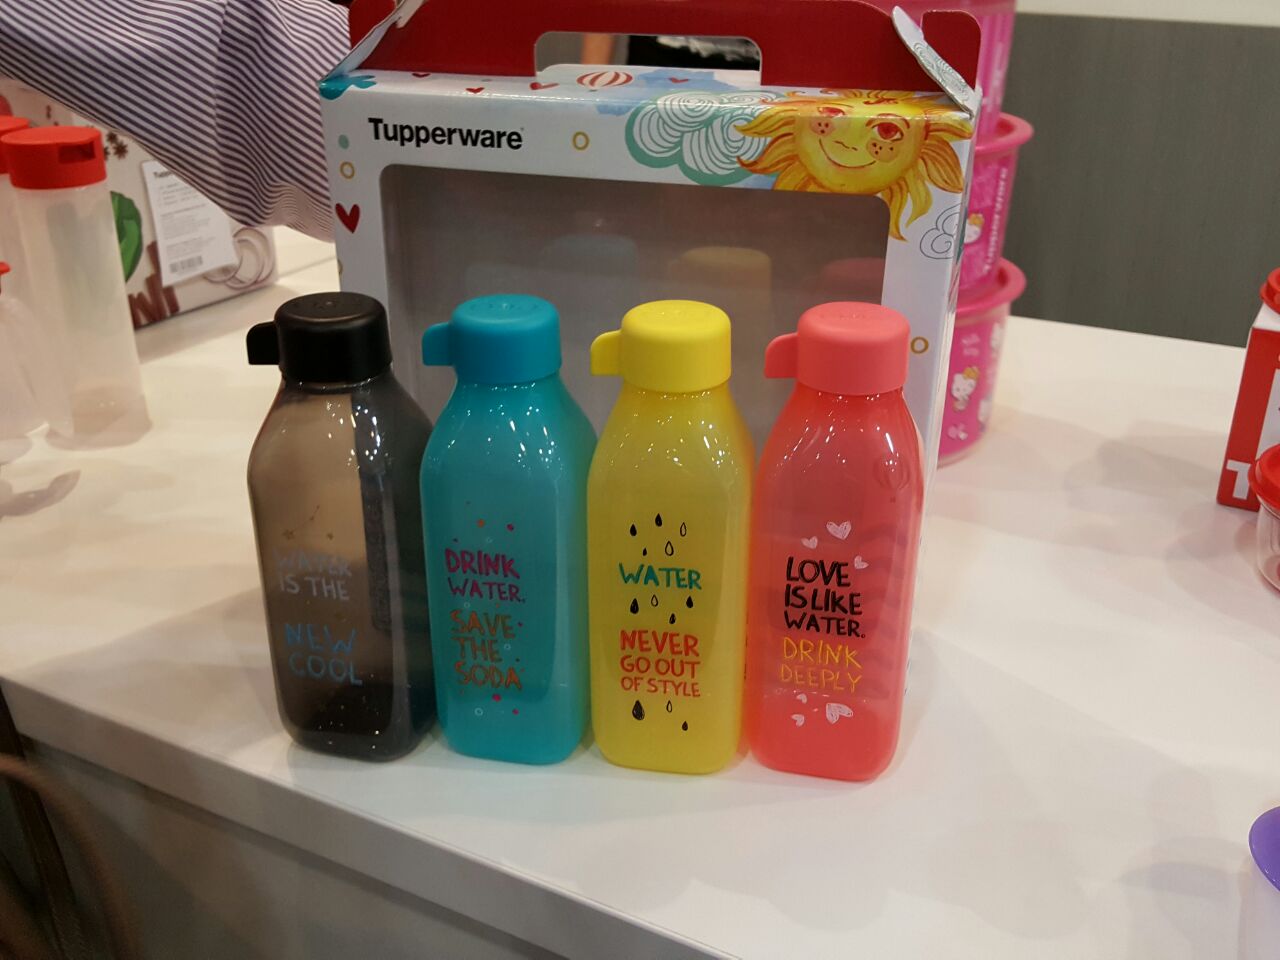 Tupperware
WATER
IS THE
NEW
COOL
DRINK
WATER.
SAVE
THE
SODA
WATER
NEVER
GO OUT
OF STYLE
LOVE
IS LIKE
WATER.
DRINK
DEEPLY
Tupperware